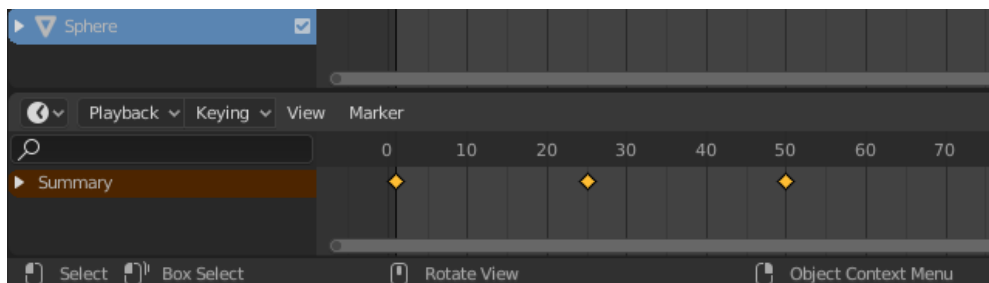 Sphere
Playback Keying View Marker
0 10 20 30 40 50 60 70
Summary
Select Box Select Rotate View Object Context Menu